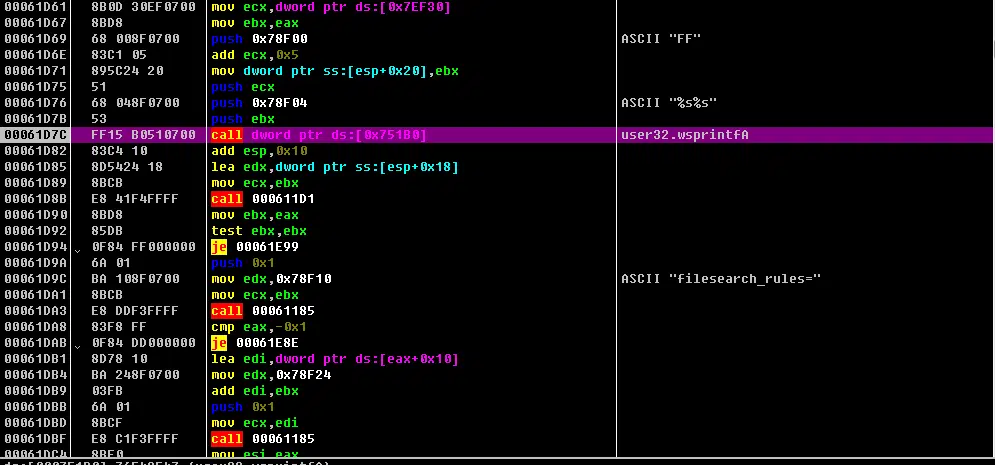 00061D61 8B0D 30EF0700 mov ecx,dword ptr ds:[0x7EF30]
00061D67 8BD8 mov ebx,eax
00061D69 68 008F0700 push 0x78F00 ASCII "FF"
00061D6E 83C1 05 add ecx,0x5
00061D71 895C24 20 mov dword ptr ss:[esp+0x20],ebx
00061D75 51 push ecx
00061D76 68 048F0700 push 0x78F04 ASCII "%s%s"
00061D7B 53 push ebx
00061D7C FF15 B0510700 call dword ptr ds:[0x751B0] user32.wsprintfA
00061D82 83C4 10 add esp,0x10
00061D85 8D5424 18 lea edx,dword ptr ss:[esp+0x18]
00061D89 8BCB mov ecx,ebx
00061D8B E8 41F4FFFF call 000611D1
00061D90 8BD8 mov ebx,eax
00061D92 85DB test ebx,ebx
00061D94 0F84 FF000000 je 00061E99
00061D9A 6A 01 push 0x1
00061D9C BA 108F0700 mov edx,0x78F10 ASCII "filesearch_rules="
00061DA1 8BCB mov ecx,ebx
00061DA3 E8 DDF3FFFF call 00061185
00061DA8 83F8 FF cmp eax,-0x1
00061DAB 0F84 DD000000 je 00061E8E
00061DB1 8D78 10 lea edi,dword ptr ds:[eax+0x10]
00061DB4 BA 248F0700 mov edx,0x78F24
00061DB9 03FB add edi,ebx
00061DBB 6A 01 push 0x1
00061DBD 8BCF mov ecx,edi
00061DBF E8 C1F3FFFF call 00061185
00061DC4 8BF0 mov esi,eax